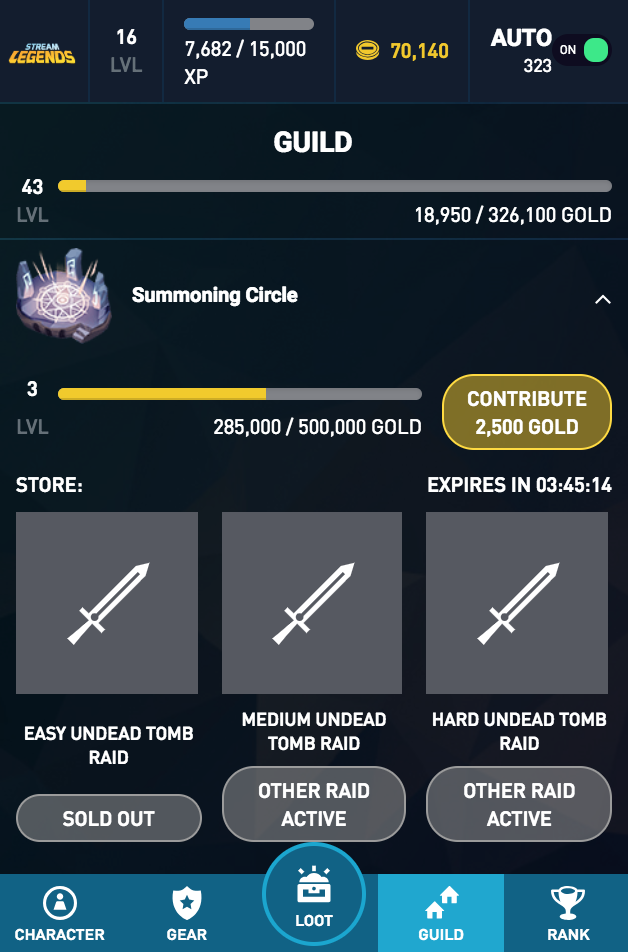 STREAM
LEGENDS
16
LVL
7,682 / 15,000
XP
70,140
AUTO
323
ON
GUILD
43
LVL
18,950 / 326,100 GOLD
Summoning Circle
3
LVL
285,000 / 500,000 GOLD
CONTRIBUTE
2,500 GOLD
STORE:
EXPIRES IN 03:45:14
EASY UNDEAD TOMB
RAID
SOLD OUT
MEDIUM UNDEAD
TOMB RAID
OTHER RAID
ACTIVE
HARD UNDEAD TOMB
RAID
OTHER RAID
ACTIVE
CHARACTER
GEAR
LOOT
GUILD
RANK